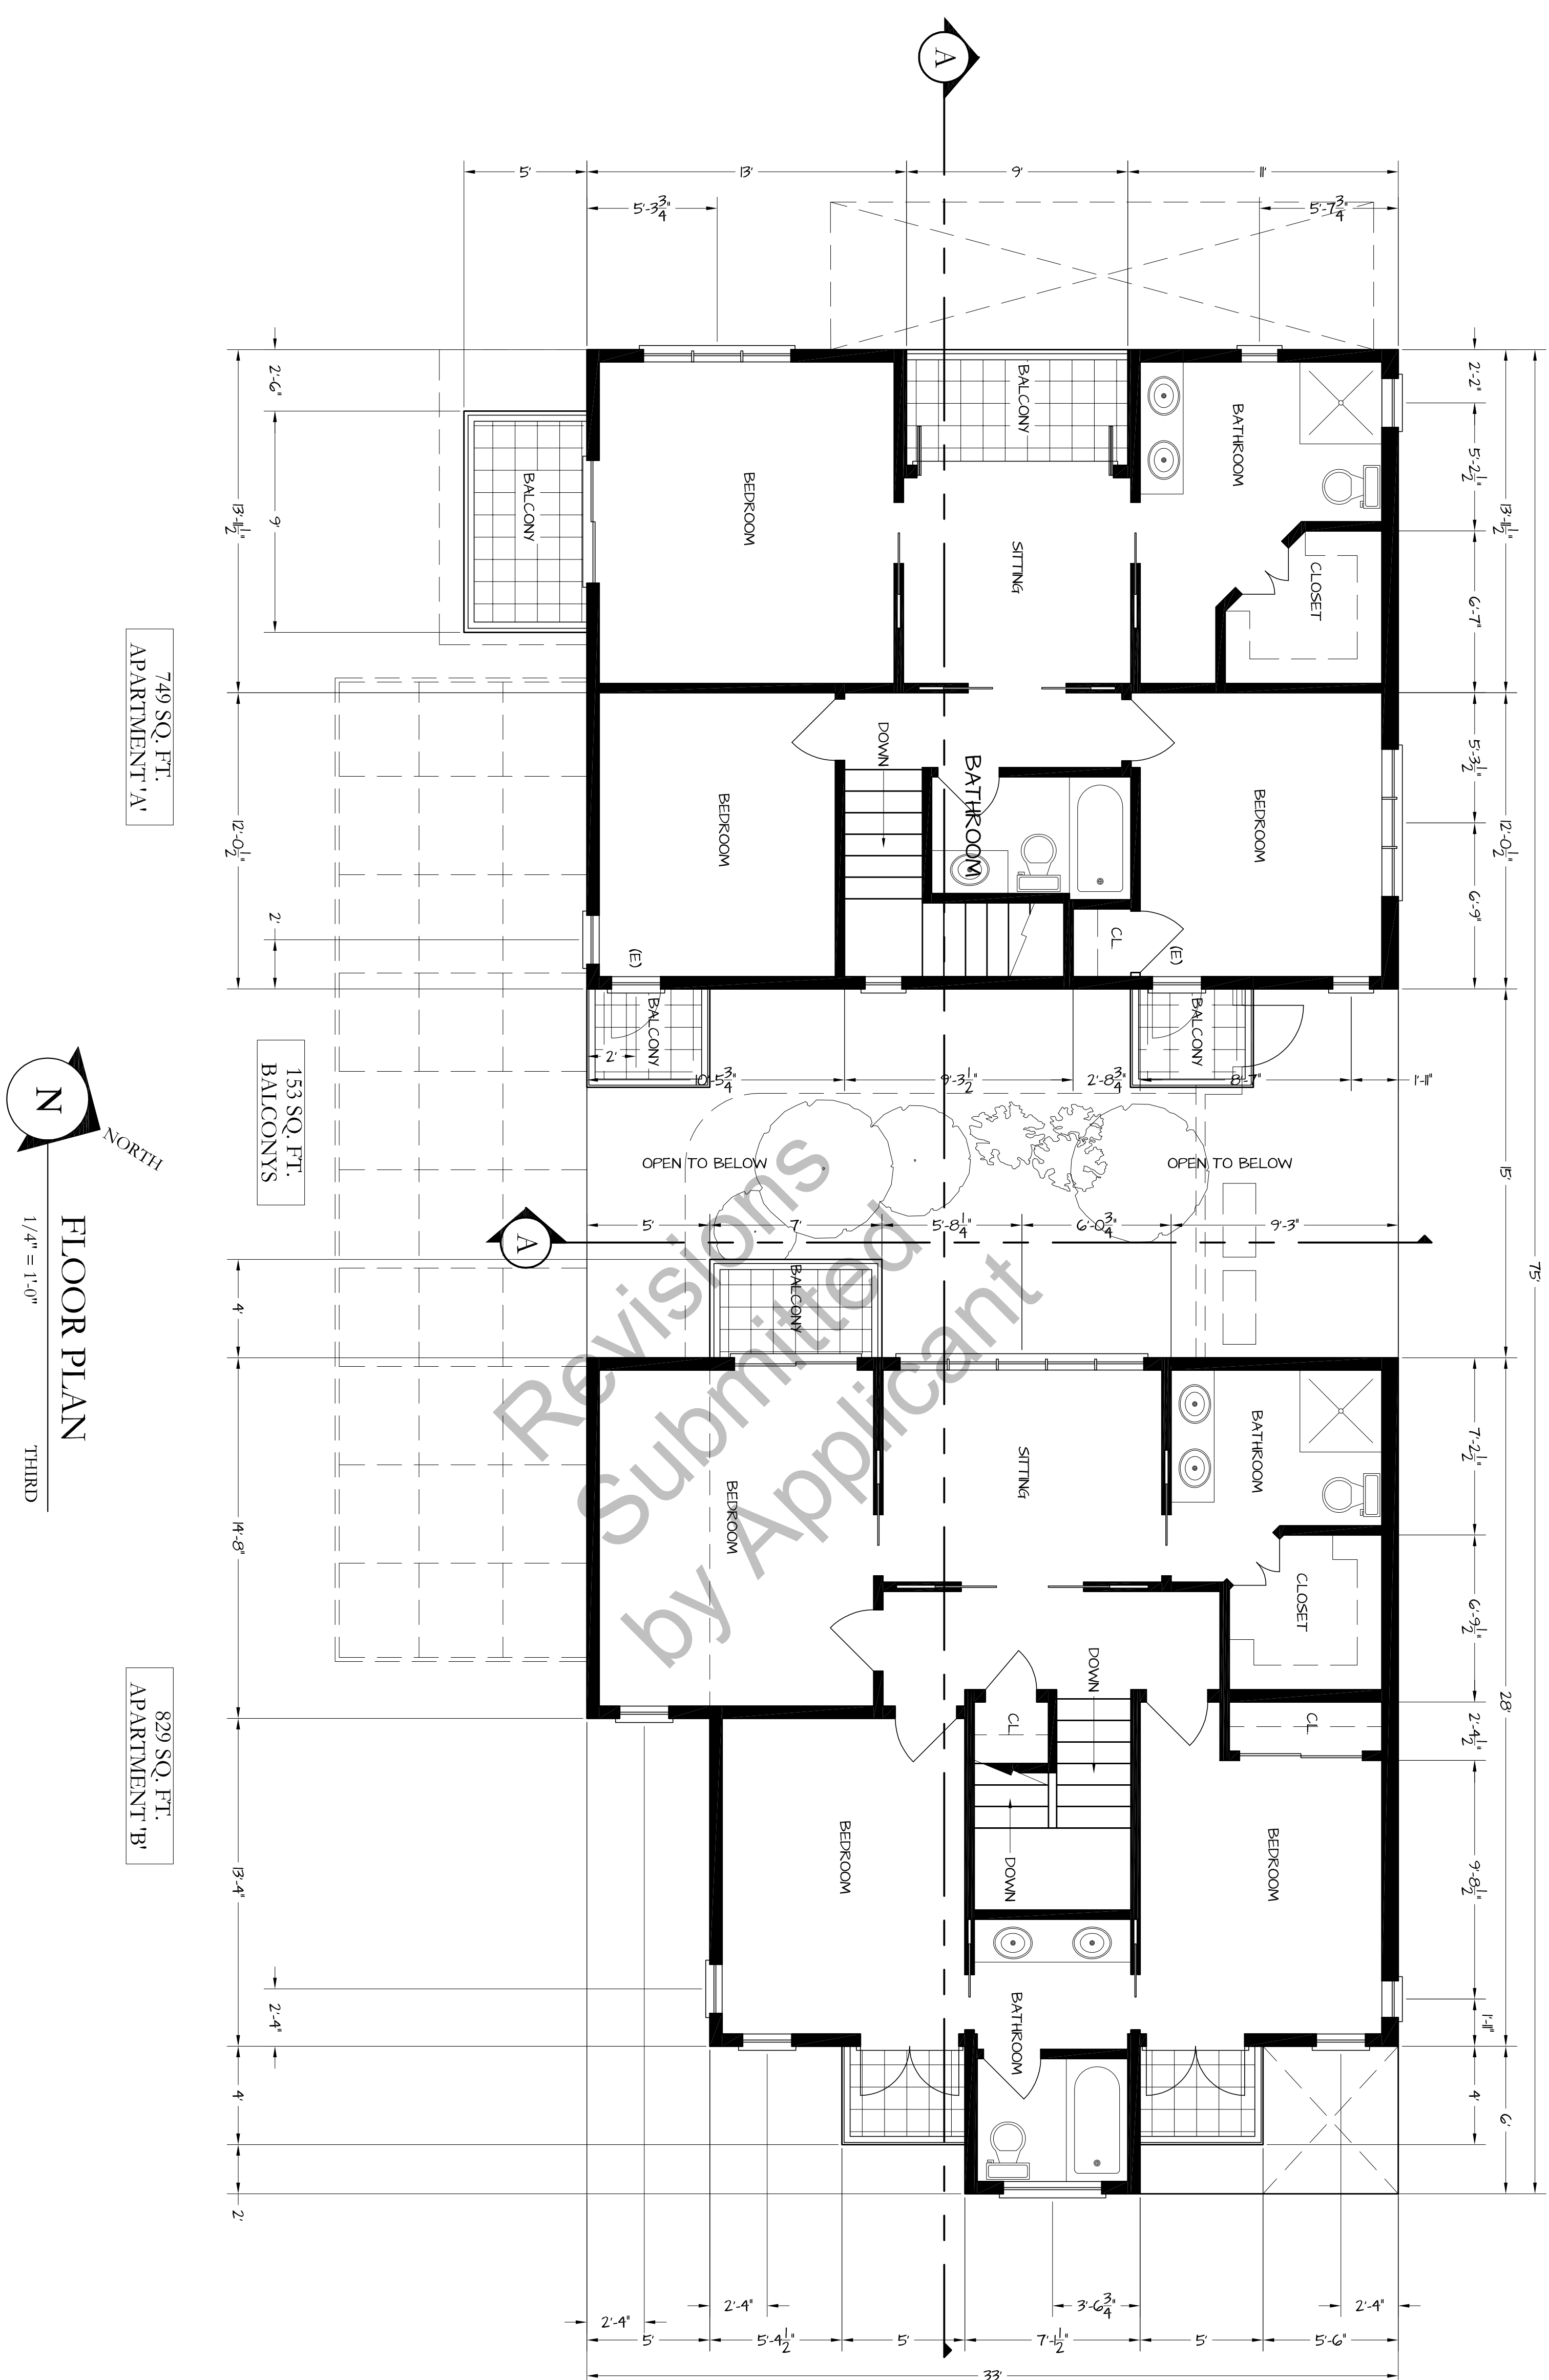 A
5'
13'
9'
11'
5'-3 3/4"
5'-7 3/4"
2'-6"
9'
13'-11 1/2"
12'-0 1/2"
2'
2'-2"
5'-2 1/2"
6'-7"
13'-11 1/2"
5'-3 1/2"
6'-9"
12'-0 1/2"
75'
BALCONY
BEDROOM
BALCONY
SITTING
BATHROOM
CLOSET
BEDROOM
DOWN
BATHROOM
BEDROOM
CL
(E)
(E)
BALCONY
BALCONY
2'
10'-5 3/4"
9'-3 1/2"
2'-8 3/4"
8'-7"
1'-11"
15'
OPEN TO BELOW
OPEN TO BELOW
5'
7'
5'-8 1/4"
6'-0 3/4"
9'-3"
A
BALCONY
BEDROOM
SITTING
BATHROOM
CLOSET
DOWN
CL
CL
BEDROOM
DOWN
BEDROOM
BATHROOM
4'
14'-8"
13'-4"
2'-4"
4'
2'
7'-2 1/2"
6'-9 1/2"
28'
2'-4 1/2"
9'-8 1/2"
1'-11"
4'
6'
2'-4"
2'-4"
3'-6 3/4"
2'-4"
5'
5'-4 1/2"
5'
7'-1 1/2"
5'
5'-6"
33'
749 SQ. FT.
APARTMENT 'A'
153 SQ. FT.
BALCONYS
829 SQ. FT.
APARTMENT 'B'
N
NORTH
FLOOR PLAN
1/4" = 1'-0"
THIRD
Revisions
Submitted
by Applicant